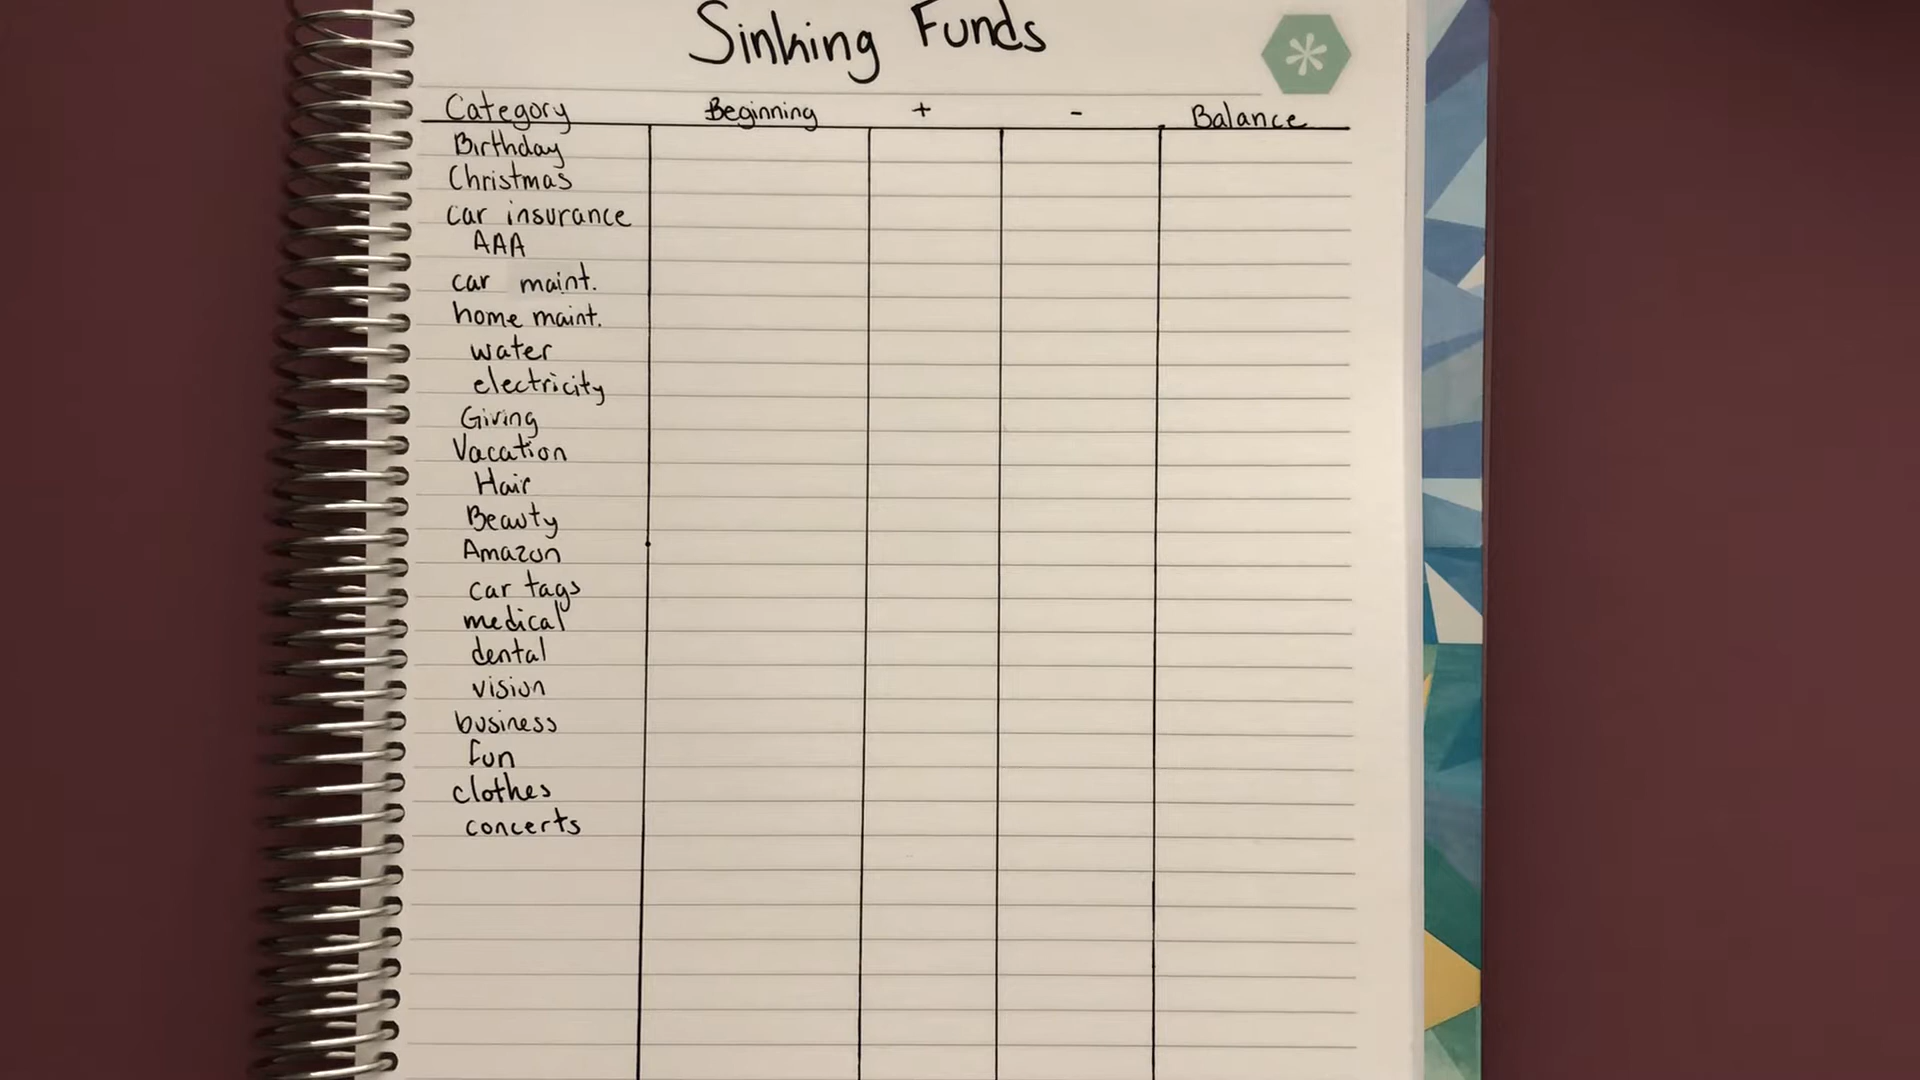 Sinking Funds
Category Beginning + - Balance
Birthday
Christmas
car insurance
AAA
car maint.
home maint.
water
electricity
Giving
Vacation
Hair
Beauty
Amazon
car tags
medical
dental
vision
business
fun
clothes
concerts